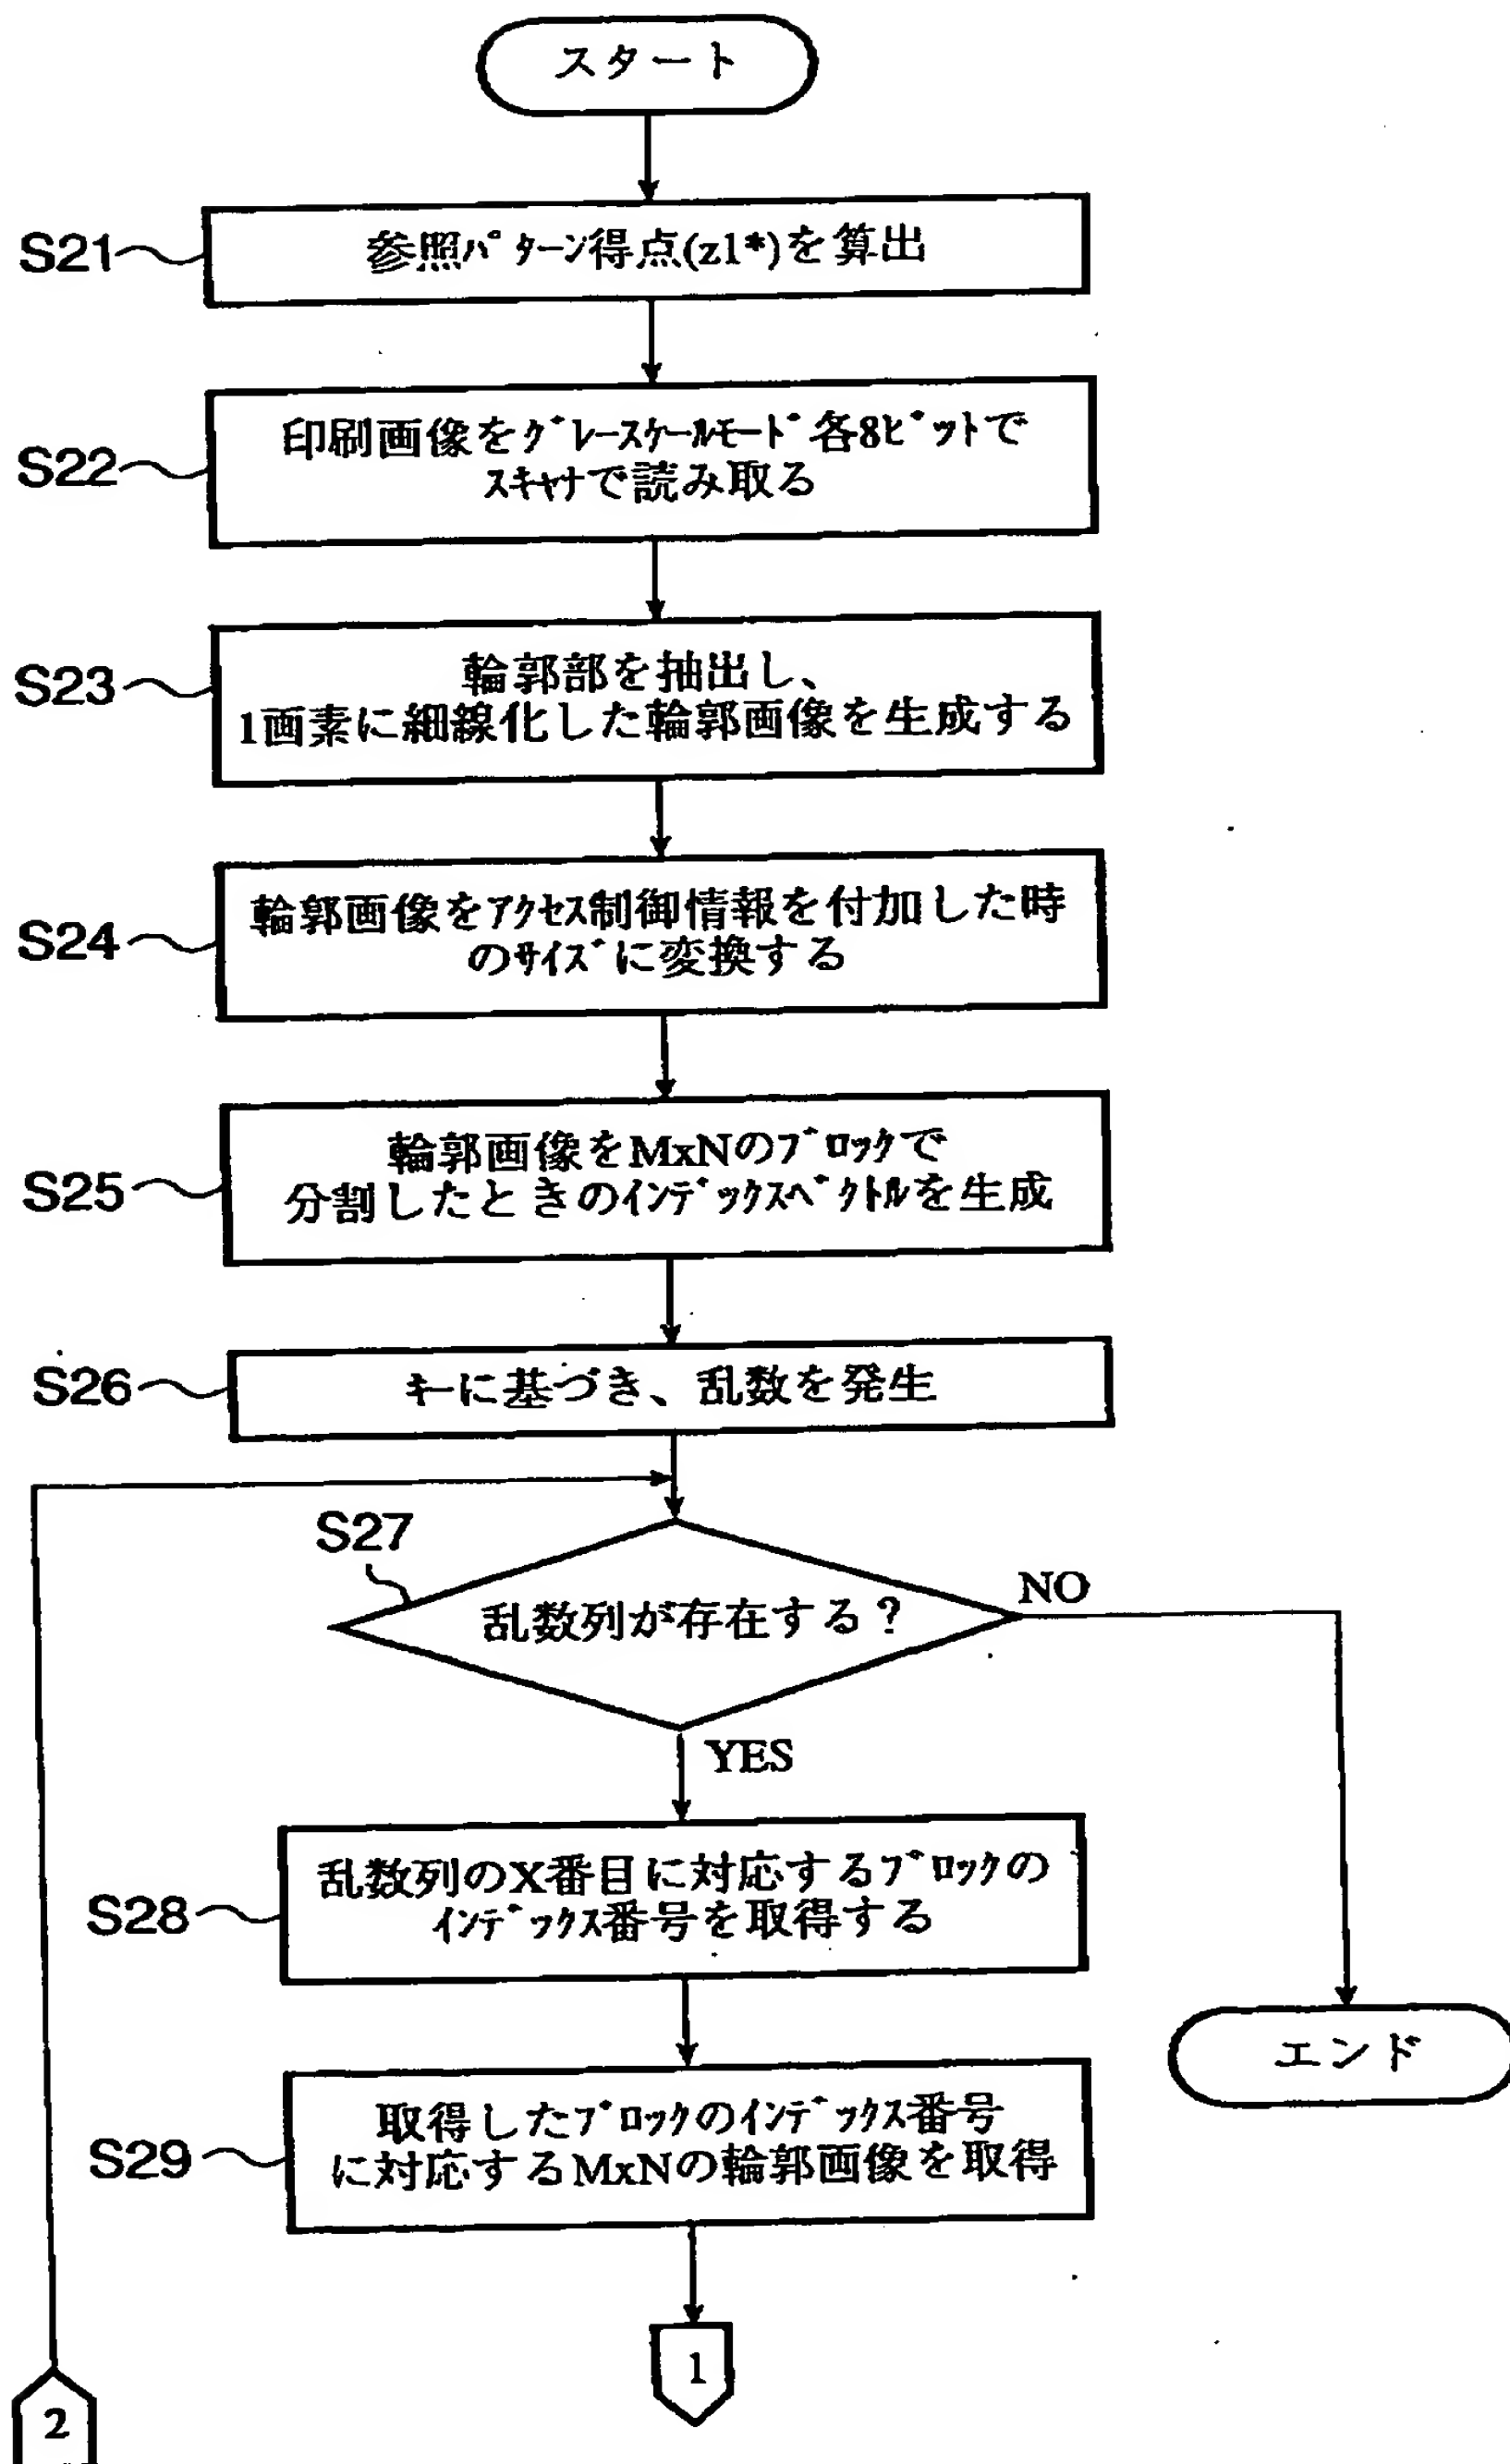 スタート
S21
参照ﾊﾟﾀｰﾝ得点(z1*)を算出
S22
印刷画像をｸﾞﾚｰｽｹｰﾙﾓｰﾄﾞ各8ﾋﾞｯﾄで
ｽｷｬﾅで読み取る
S23
輪郭部を抽出し、
1画素に細線化した輪郭画像を生成する
S24
輪郭画像をｱｸｾｽ制御情報を付加した時
のｻｲｽﾞに変換する
S25
輪郭画像をMxNのﾌﾞﾛｯｸで
分割したときのｲﾝﾃﾞｯｸｽﾍﾞｸﾄﾙを生成
S26
ｷｰに基づき、乱数を発生
S27
乱数列が存在する?
NO
YES
S28
乱数列のX番目に対応するﾌﾞﾛｯｸの
ｲﾝﾃﾞｯｸｽ番号を取得する
エンド
S29
取得したﾌﾞﾛｯｸのｲﾝﾃﾞｯｸｽ番号
に対応するMxNの輪郭画像を取得
1
2